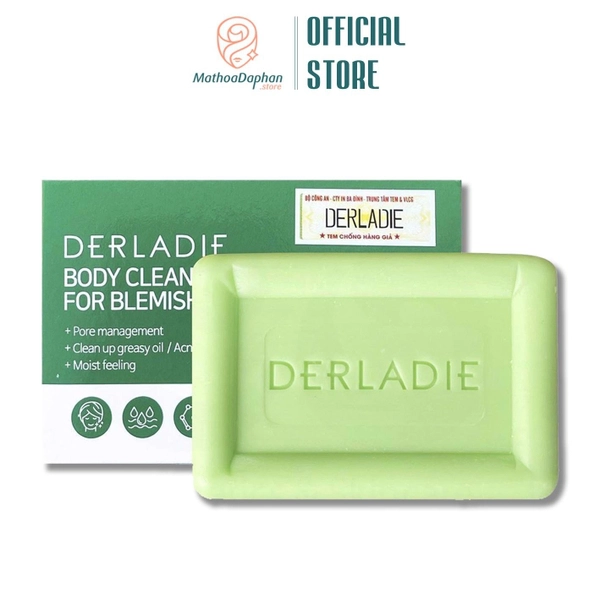 MathoaDaphan
.store
OFFICIAL
STORE
BỘ CÔNG AN - CTY IN BA ĐÌNH - TRUNG TÂM TEM & VLCG
DERLADIE
★ TEM CHỐNG HÀNG GIẢ ★
DERLADIE
BODY CLEAN
FOR BLEMISH
+ Pore management
+ Clean up greasy oil / Acn
+ Moist feeling
DERLADIE